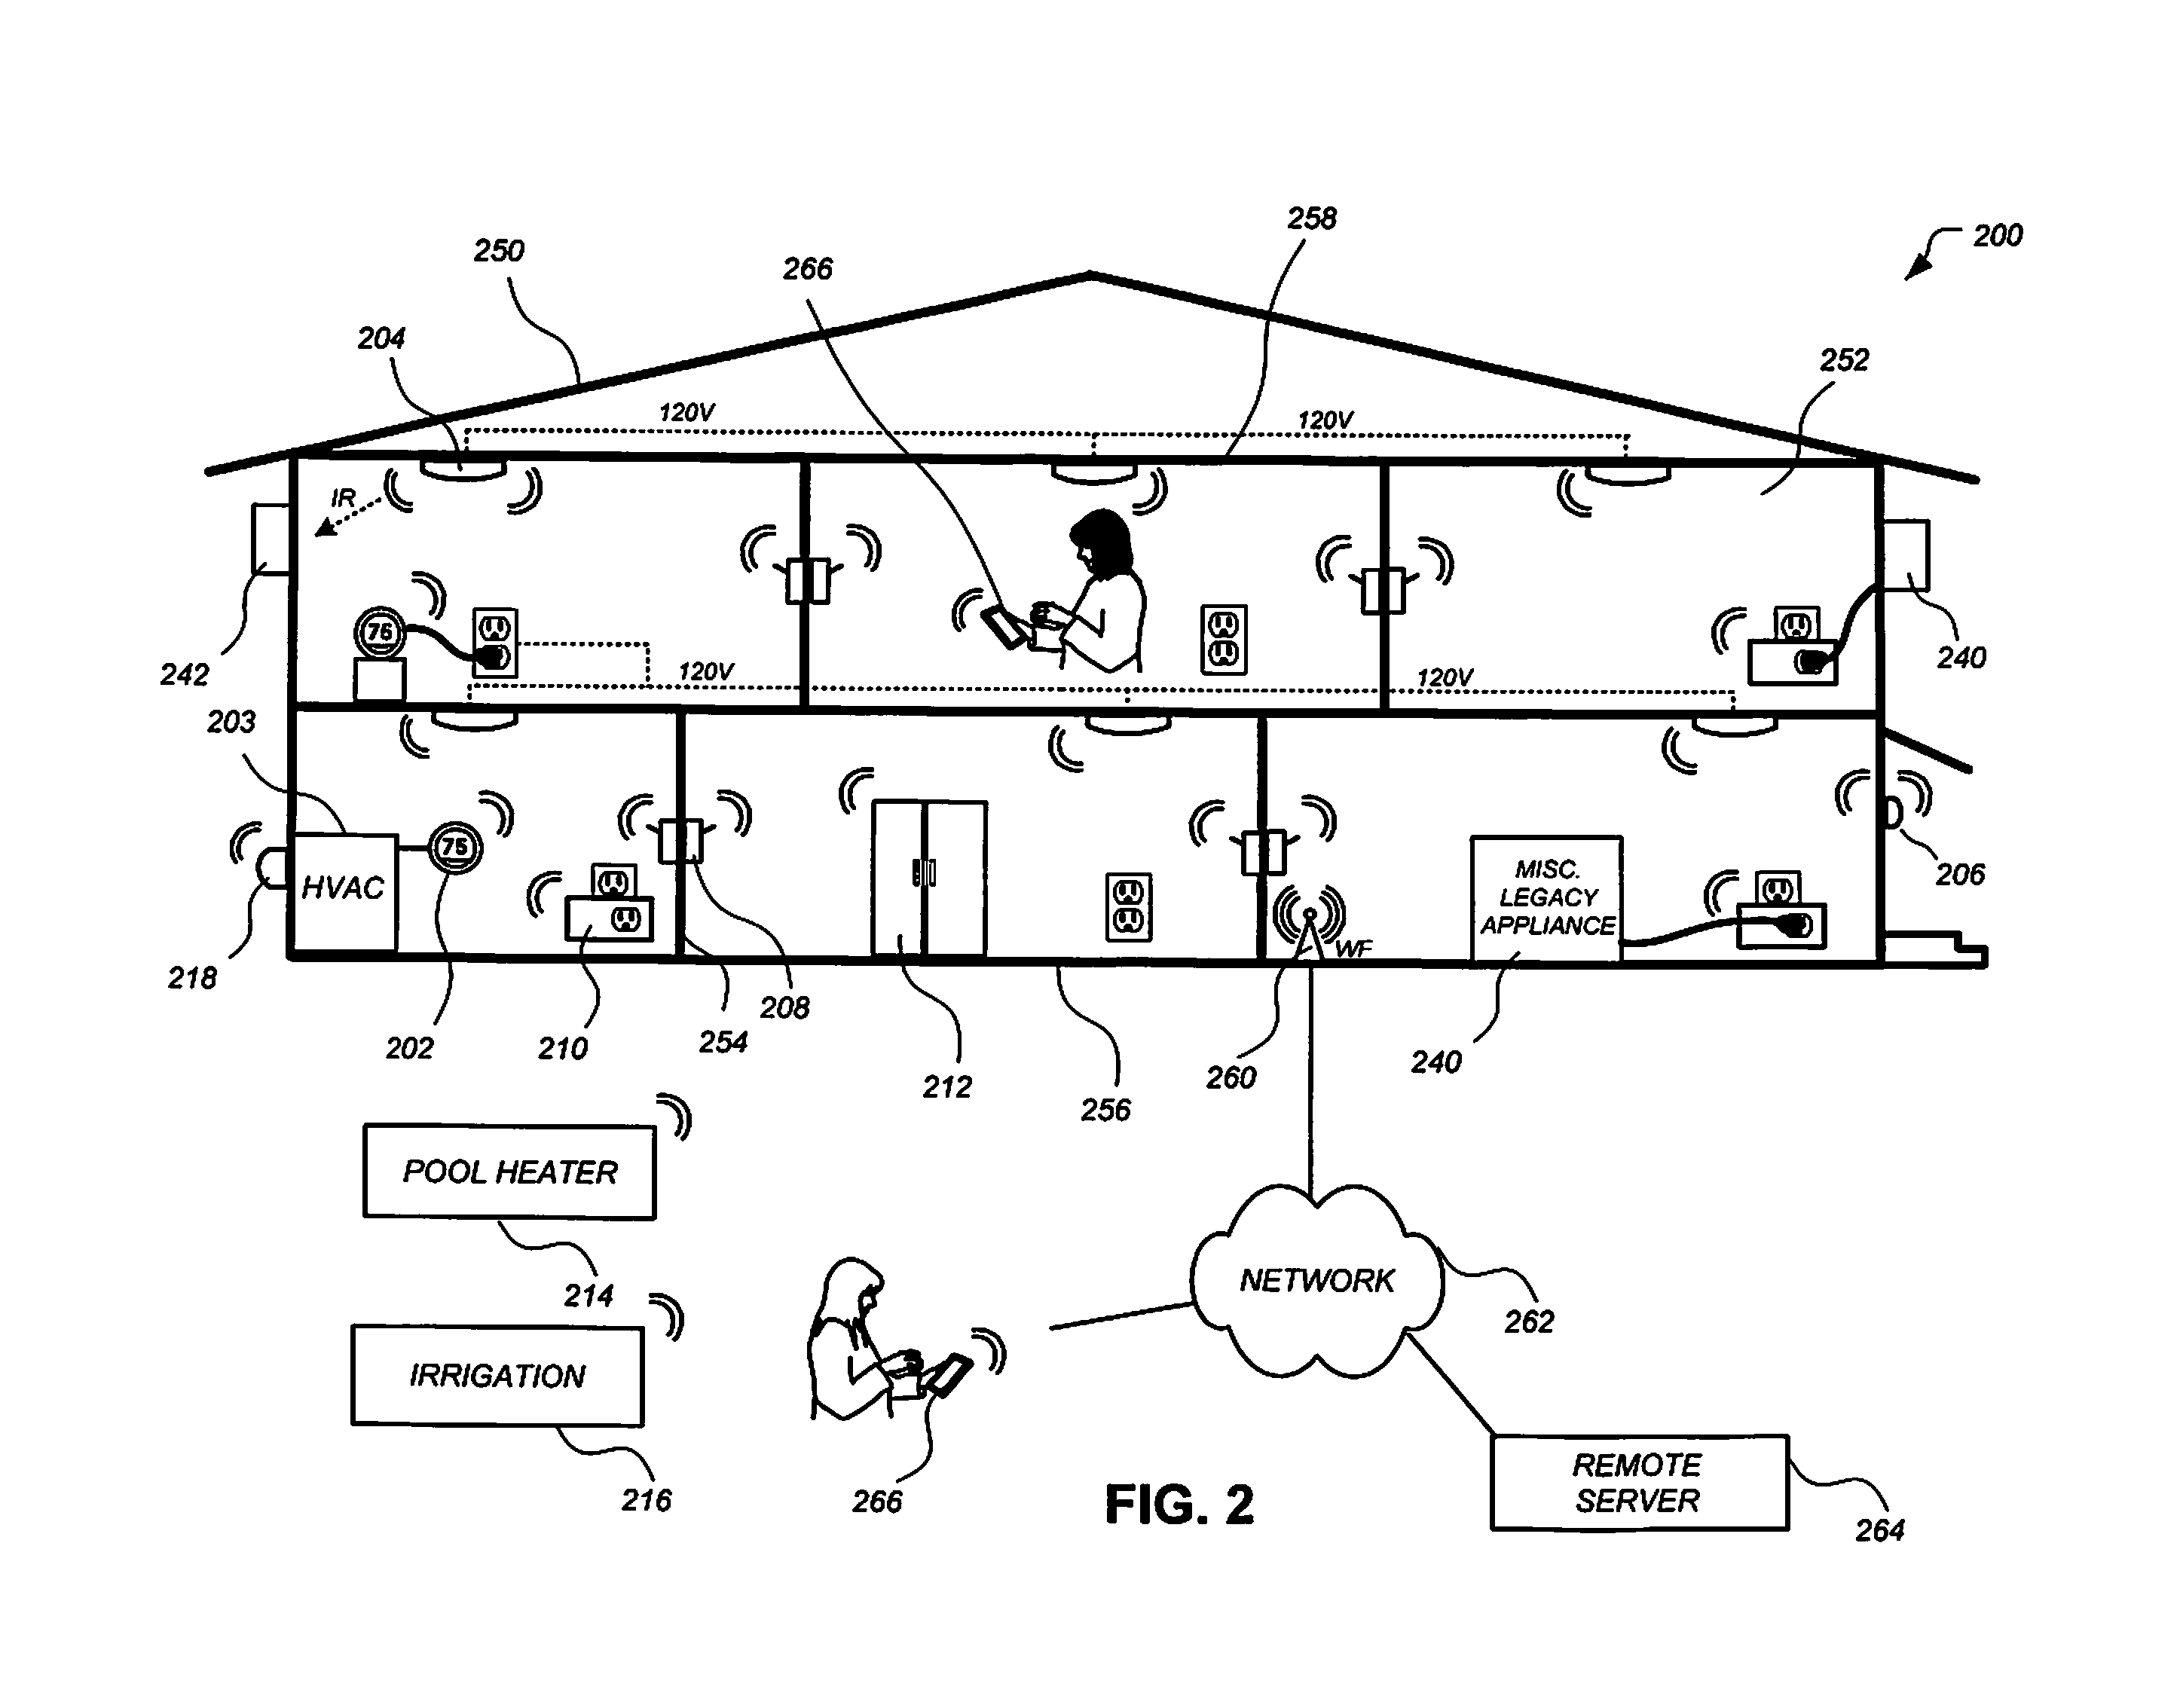 258
200
250
266
204
252
120V
120V
IR
76
242
240
120V
120V
203
75
HVAC
MISC.
LEGACY
APPLIANCE
206
WF
218
208
202
210
254
212
260
240
256
POOL HEATER
214
NETWORK
262
IRRIGATION
216
266
FIG. 2
REMOTE
SERVER
264